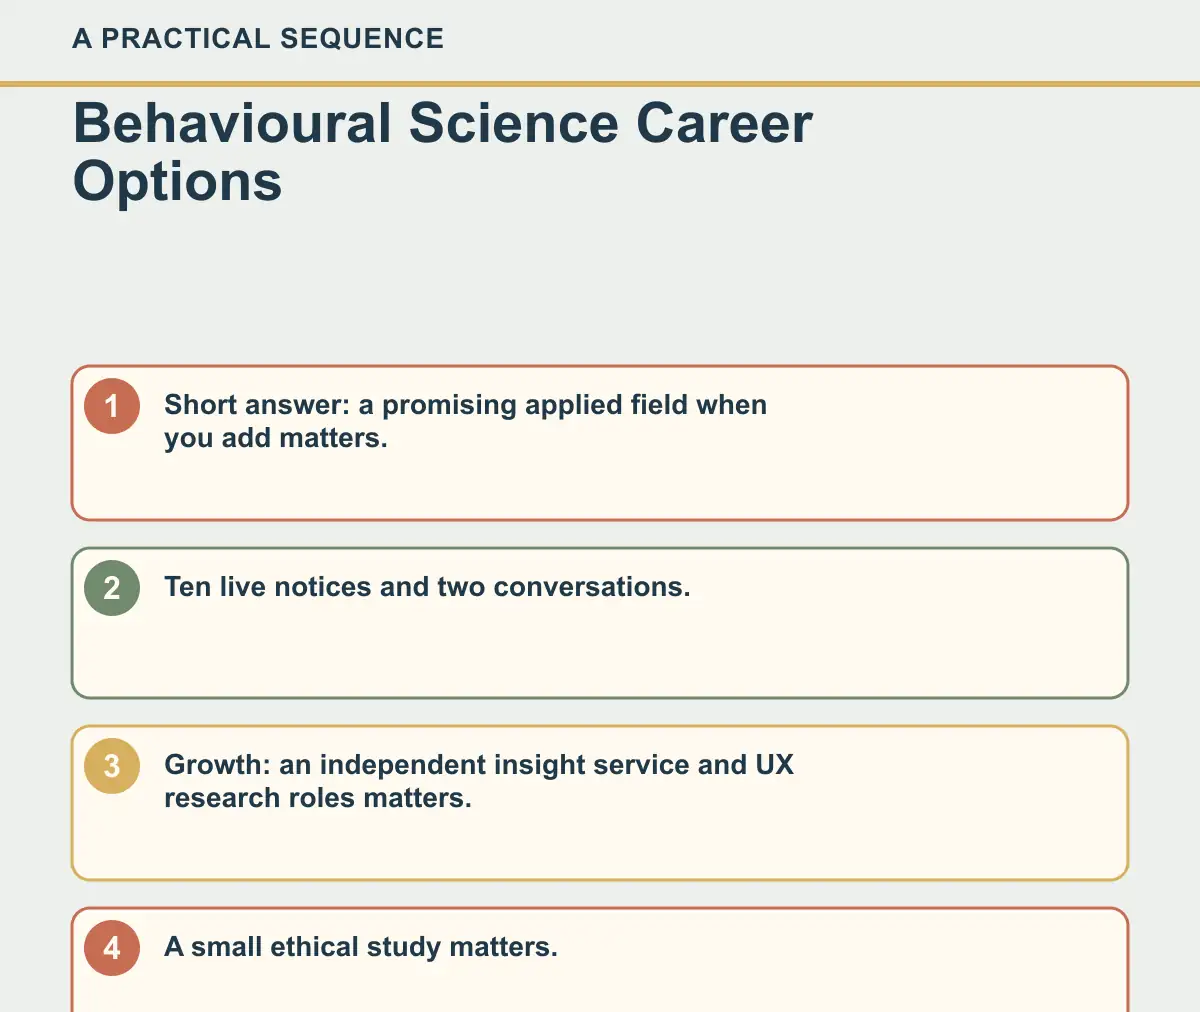 A PRACTICAL SEQUENCE
Behavioural Science Career
Options
1
Short answer: a promising applied field when
you add matters.
2
Ten live notices and two conversations.
3
Growth: an independent insight service and UX
research roles matters.
4
A small ethical study matters.